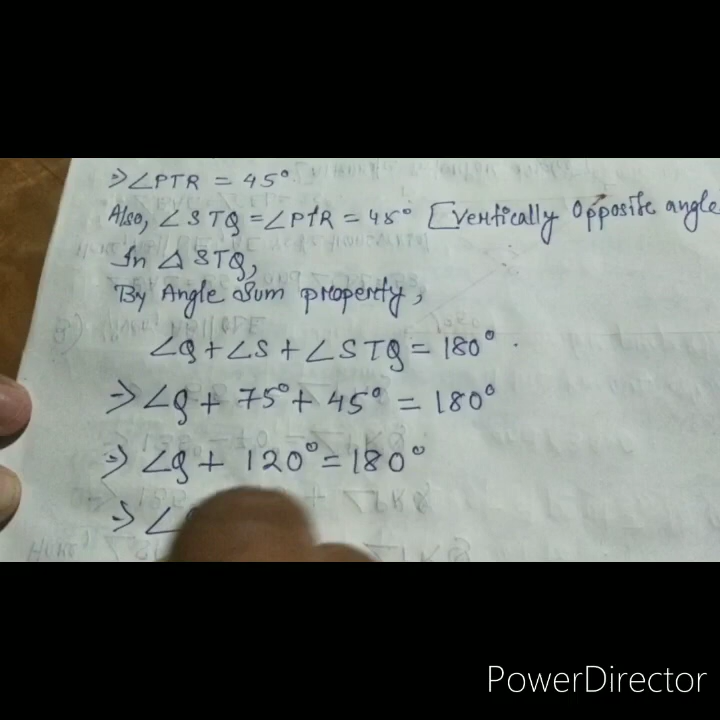 ⇒ ∠PTR = 45°
Also, ∠STQ = ∠PTR = 45° [Vertically Opposite angle
In △ STQ,
By Angle Sum property,
∠Q + ∠S + ∠STQ = 180°.
⇒ ∠Q + 75° + 45° = 180°
⇒ ∠Q + 120° = 180°
⇒ ∠
PowerDirector